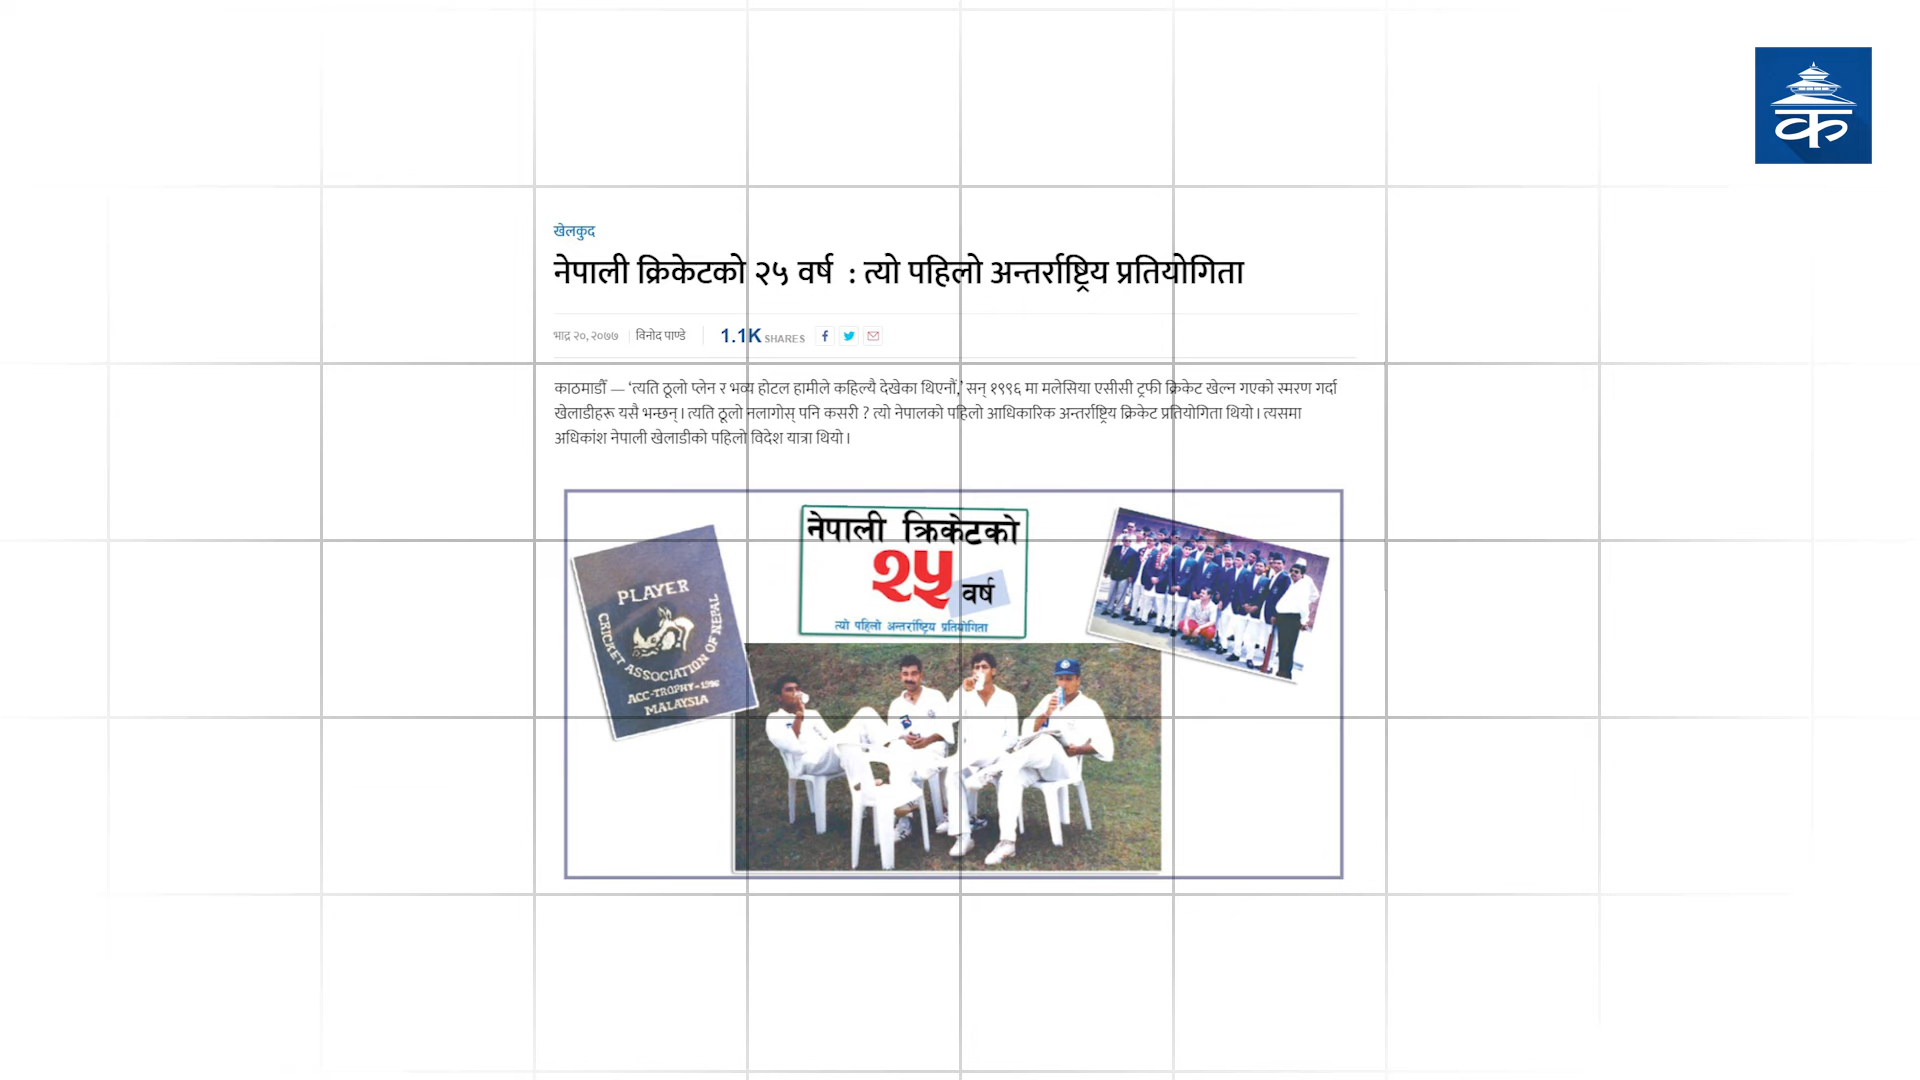 क
खेलकुद
नेपाली क्रिकेटको २५ वर्ष : त्यो पहिलो अन्तर्राष्ट्रिय प्रतियोगिता
भाद्र २०, २०७७ विनोद पाण्डे 1.1K SHARES
काठमाडौँ — ‘त्यति ठूलो प्लेन र भव्य होटल हामीले कहिल्यै देखेका थिएनौं,’ सन् १९९६ मा मलेसिया एसीसी ट्रफी क्रिकेट खेल्न गएको स्मरण गर्दा
खेलाडीहरू यसै भन्छन् । त्यति ठूलो नलागोस् पनि कसरी ? त्यो नेपालको पहिलो आधिकारिक अन्तर्राष्ट्रिय क्रिकेट प्रतियोगिता थियो । त्यसमा
अधिकांश नेपाली खेलाडीको पहिलो विदेश यात्रा थियो ।
नेपाली क्रिकेटको
२५ वर्ष
त्यो पहिलो अन्तर्राष्ट्रिय प्रतियोगिता
PLAYER
CRICKET ASSOCIATION OF NEPAL
ACC-TROPHY-1996
MALAYSIA